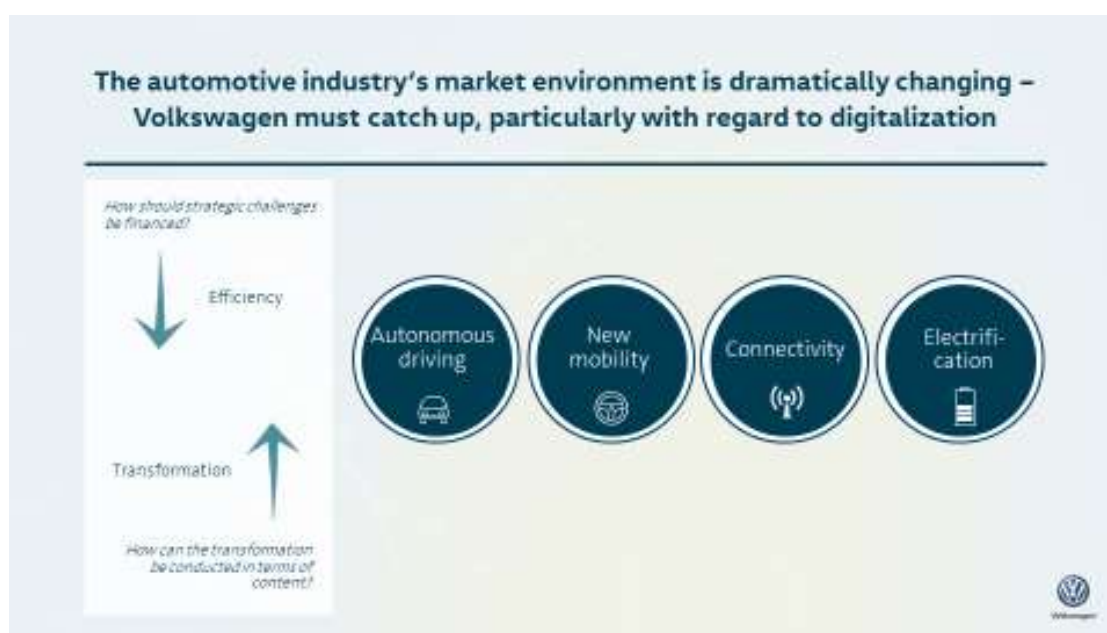 The automotive industry's market environment is dramatically changing –
Volkswagen must catch up, particularly with regard to digitalization
How should strategic challenges
be financed?
Efficiency
Transformation
How can the transformation
be conducted in terms of
content?
Autonomous
driving
New
mobility
Connectivity
Electrifi-
cation
Volkswagen